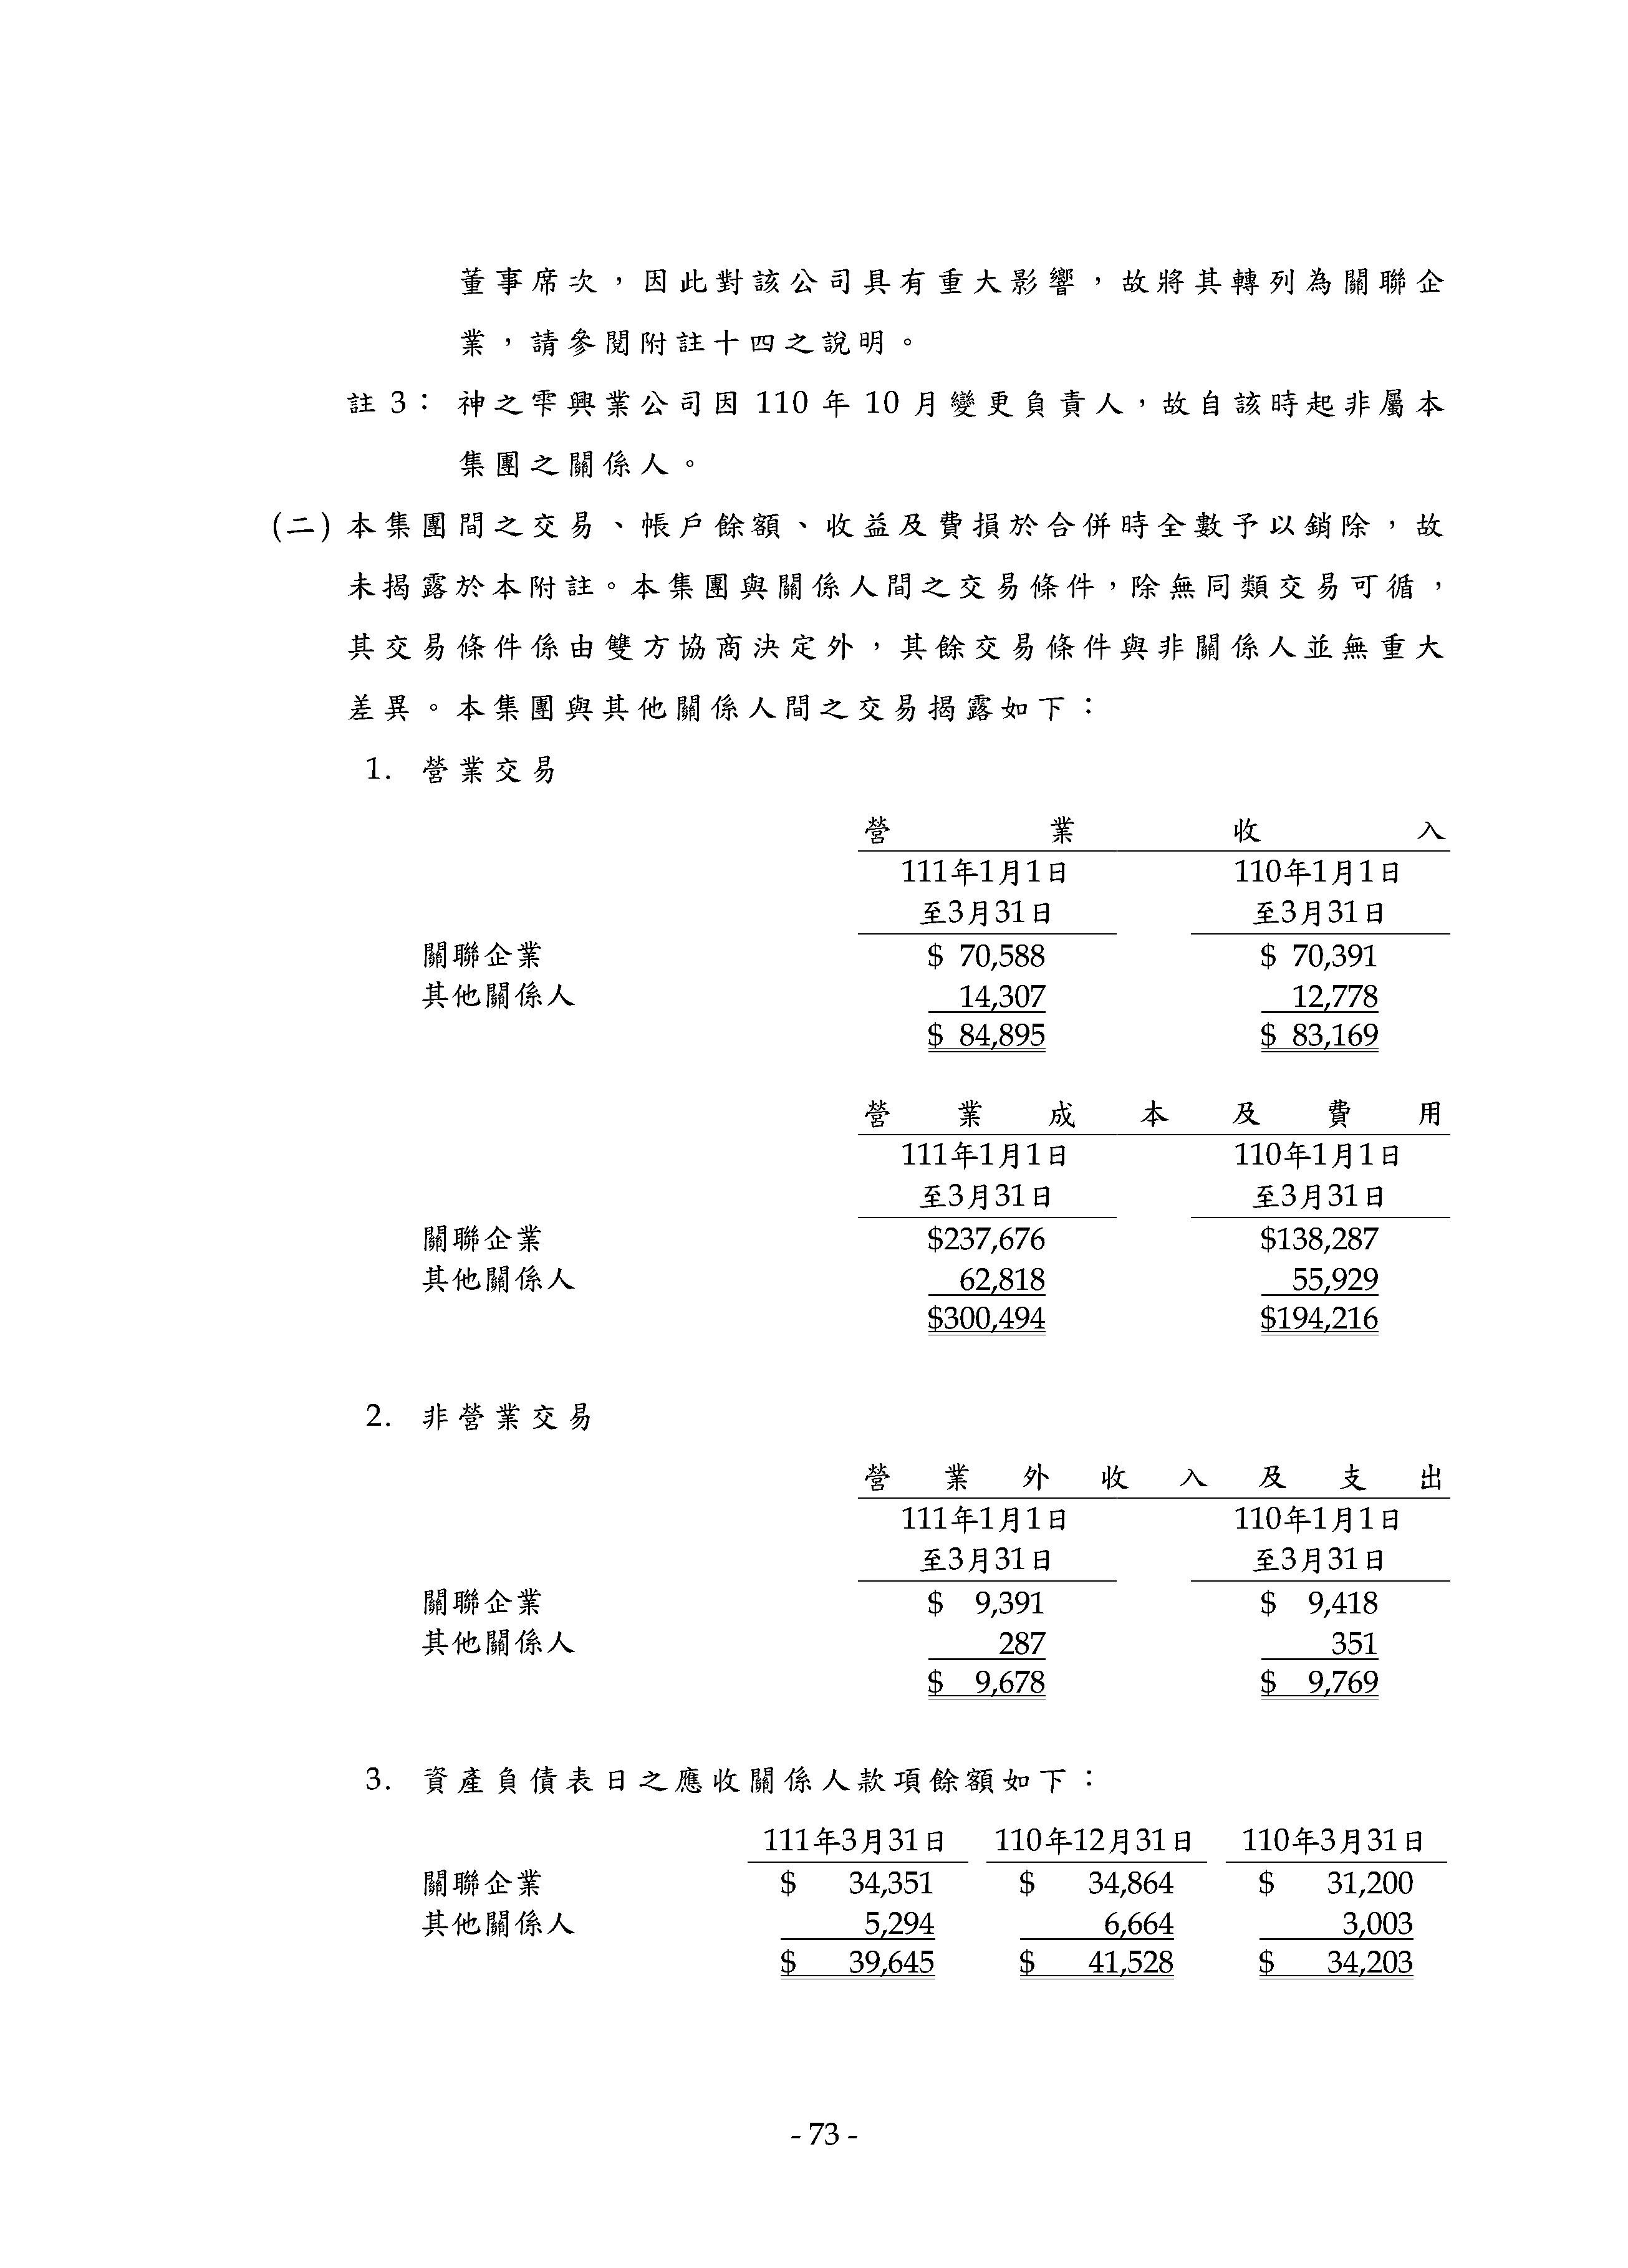 董事席次，因此對該公司具有重大影響，故將其轉列為關聯企
業，請參閱附註十四之說明。
註 3： 神之雫興業公司因 110 年 10 月變更負責人，故自該時起非屬本
集團之關係人。
(二) 本集團間之交易、帳戶餘額、收益及費損於合併時全數予以銷除，故
未揭露於本附註。本集團與關係人間之交易條件，除無同類交易可循，
其交易條件係由雙方協商決定外，其餘交易條件與非關係人並無重大
差異。本集團與其他關係人間之交易揭露如下：
1. 營業交易
營業收入
111年1月1日 110年1月1日
至3月31日 至3月31日
關聯企業 $ 70,588 $ 70,391
其他關係人 14,307 12,778
$ 84,895 $ 83,169
營業成本及費用
111年1月1日 110年1月1日
至3月31日 至3月31日
關聯企業 $237,676 $138,287
其他關係人 62,818 55,929
$300,494 $194,216
2. 非營業交易
營業外收入及支出
111年1月1日 110年1月1日
至3月31日 至3月31日
關聯企業 $ 9,391 $ 9,418
其他關係人 287 351
$ 9,678 $ 9,769
3. 資產負債表日之應收關係人款項餘額如下：
111年3月31日 110年12月31日 110年3月31日
關聯企業 $ 34,351 $ 34,864 $ 31,200
其他關係人 5,294 6,664 3,003
$ 39,645 $ 41,528 $ 34,203
- 73 -